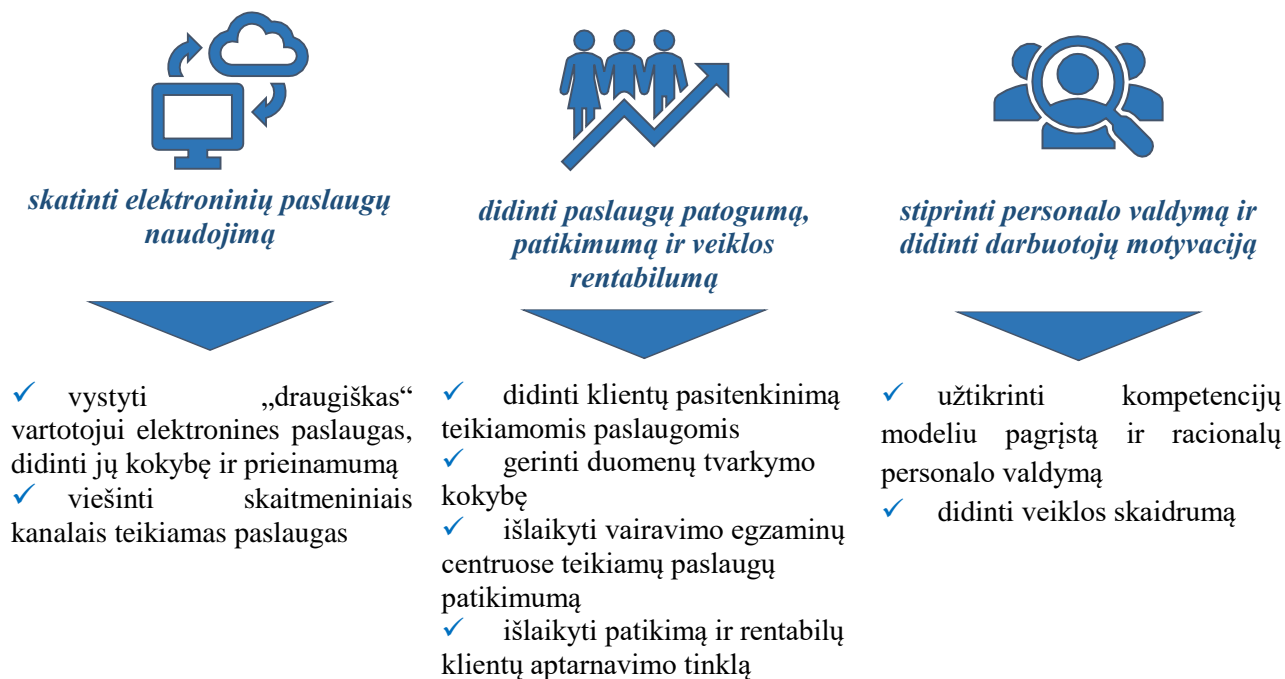 skatinti elektroninių paslaugų
naudojimą
✓ vystyti „draugiškas“
vartotojui elektronines paslaugas,
didinti jų kokybę ir prieinamumą
✓ viešinti skaitmeniniais
kanalais teikiamas paslaugas
didinti paslaugų patogumą,
patikimumą ir veiklos
rentabilumą
✓ didinti klientų pasitenkinimą
teikiamomis paslaugomis
✓ gerinti duomenų tvarkymo
kokybę
✓ išlaikyti vairavimo egzaminų
centruose teikiamų paslaugų
patikimumą
✓ išlaikyti patikimą ir rentabilų
klientų aptarnavimo tinklą
stiprinti personalo valdymą ir
didinti darbuotojų motyvaciją
✓ užtikrinti kompetencijų
modeliu pagrįstą ir racionalų
personalo valdymą
✓ didinti veiklos skaidrumą